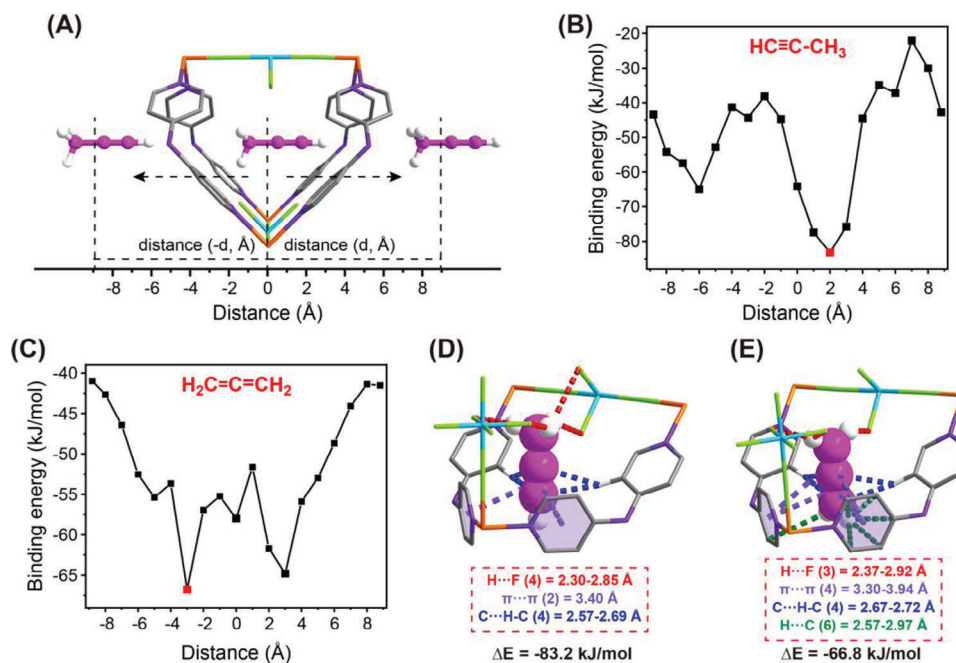 (A)
distance (-d, Å)
distance (d, Å)
-8 -6 -4 -2 0 2 4 6 8
Distance (Å)
(B)
HC≡C-CH₃
Binding energy (kJ/mol)
-20
-30
-40
-50
-60
-70
-80
-8 -6 -4 -2 0 2 4 6 8
Distance (Å)
(C)
H₂C=C=CH₂
Binding energy (kJ/mol)
-40
-45
-50
-55
-60
-65
-8 -6 -4 -2 0 2 4 6 8
Distance (Å)
(D)
H···F (4) = 2.30-2.85 Å
π···π (2) = 3.40 Å
C···H-C (4) = 2.57-2.69 Å
ΔE = -83.2 kJ/mol
(E)
H···F (3) = 2.37-2.92 Å
π···π (4) = 3.30-3.94 Å
C···H-C (4) = 2.67-2.72 Å
H···C (6) = 2.57-2.97 Å
ΔE = -66.8 kJ/mol